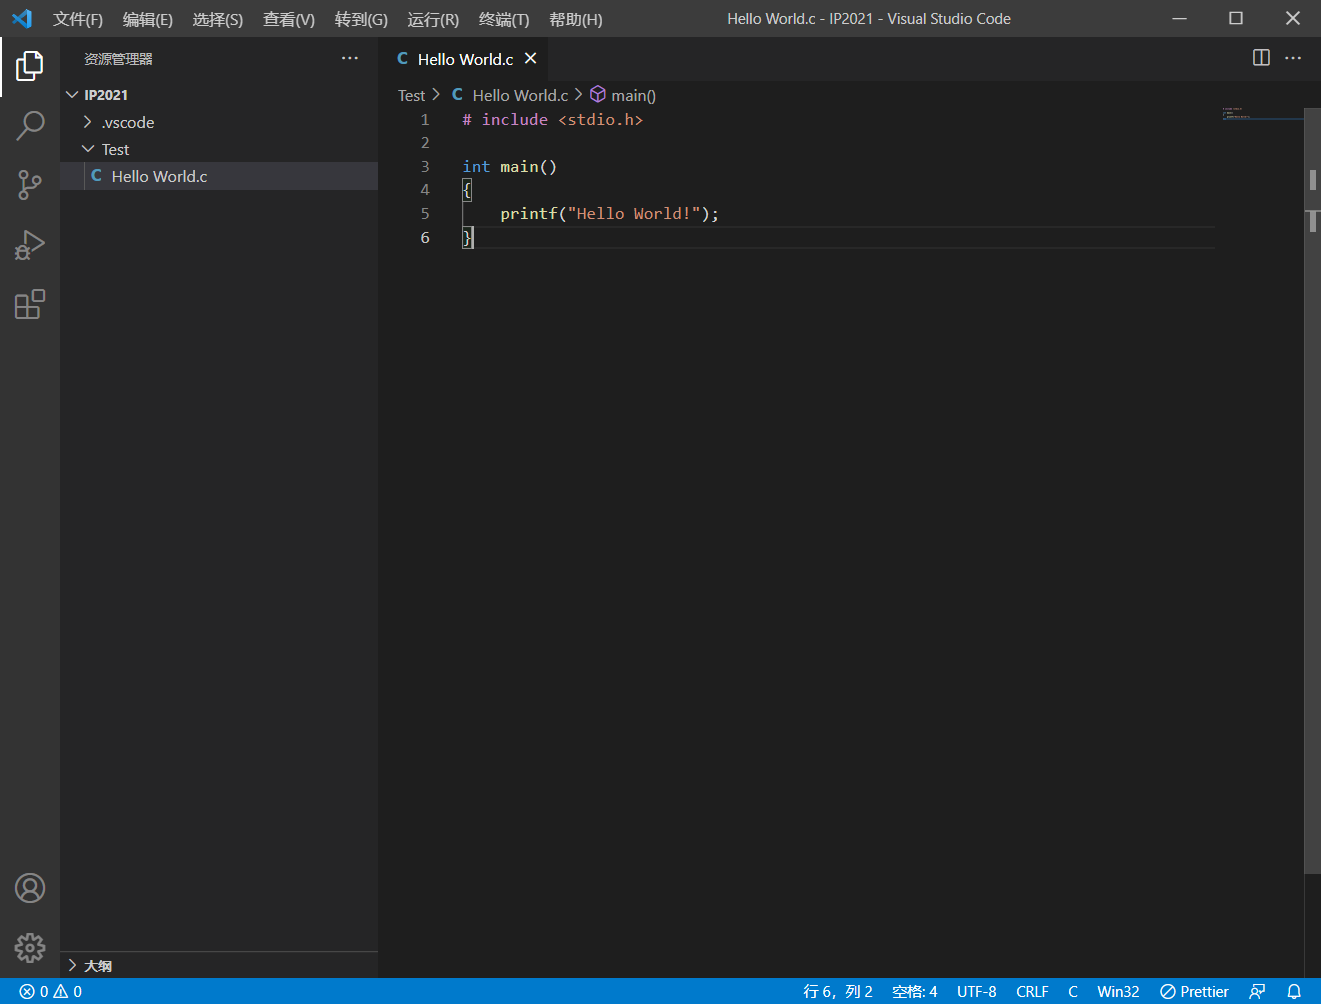 文件(F) 编辑(E) 选择(S) 查看(V) 转到(G) 运行(R) 终端(T) 帮助(H) Hello World.c - IP2021 - Visual Studio Code
资源管理器
IP2021
.vscode
Test
C Hello World.c
大纲
C Hello World.c
Test > C Hello World.c > main()
1 # include <stdio.h>
2
3 int main()
4 {
5     printf("Hello World!");
6 }
0 0 行 6，列 2 空格: 4 UTF-8 CRLF C Win32 Prettier